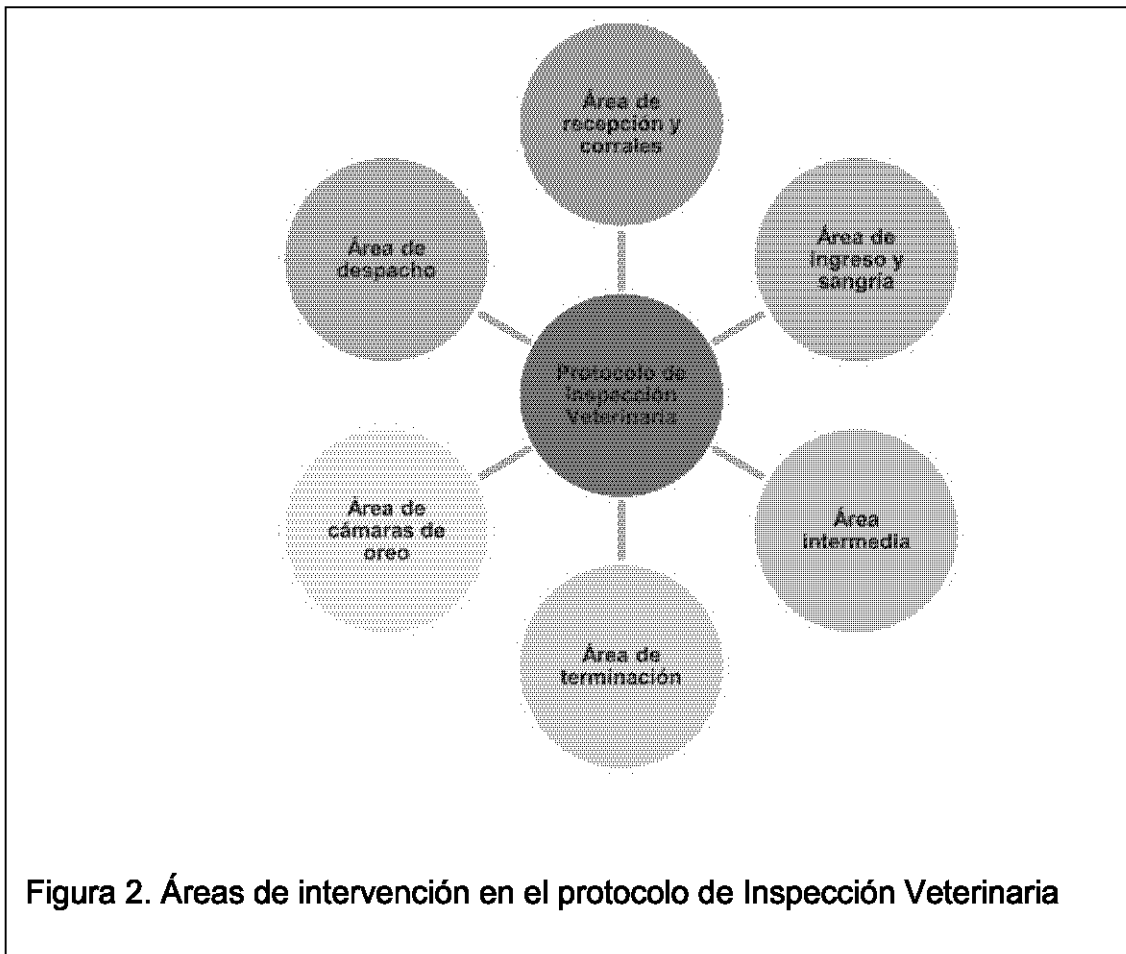 Área de
recepción y
corrales
Área de
ingreso y
sangría
Área
intermedia
Área de
terminación
Área de
cámaras de
oreo
Área de
despacho
Protocolo de
Inspección
Veterinaria
Figura 2. Áreas de intervención en el protocolo de Inspección Veterinaria